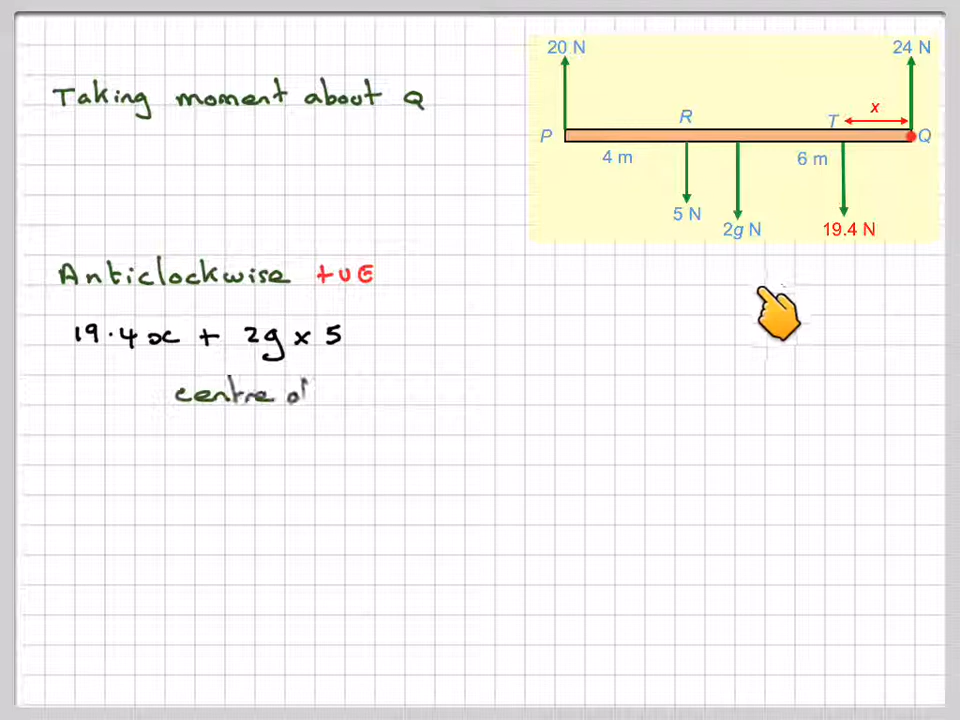 Taking moment about Q
20 N
24 N
x
R
T
P
Q
4 m
6 m
5 N
2g N
19.4 N
Anticlockwise +ve
19.4x + 2g x 5
centre of